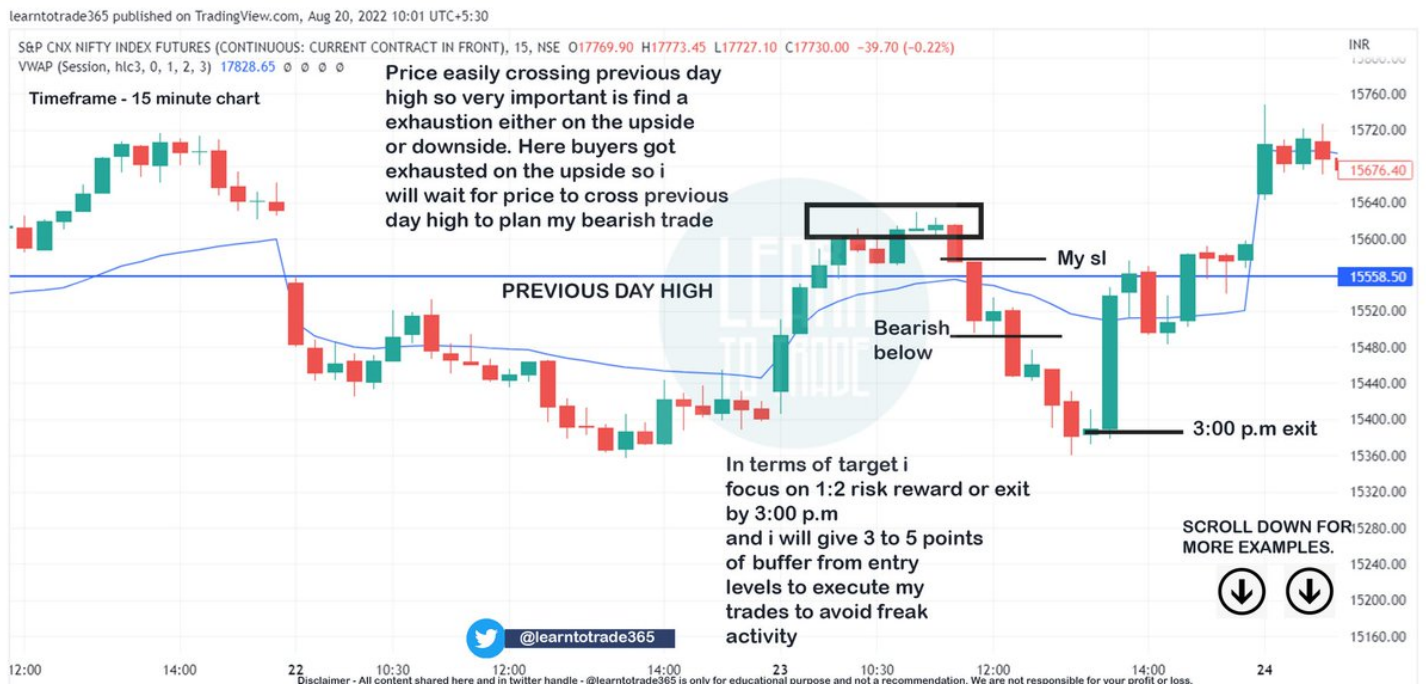 learntotrade365 published on TradingView.com, Aug 20, 2022 10:01 UTC+5:30
S&P CNX NIFTY INDEX FUTURES (CONTINUOUS: CURRENT CONTRACT IN FRONT), 15, NSE O17769.90 H17773.45 L17727.10 C17730.00 −39.70 (−0.22%)
INR
VWAP (Session, hlc3, 0, 1, 2, 3) 17828.65 ø ø ø ø
Timeframe - 15 minute chart
Price easily crossing previous day
high so very important is find a
exhaustion either on the upside
or downside. Here buyers got
exhausted on the upside so i
will wait for price to cross previous
day high to plan my bearish trade
LEARN
TO TRADE
My sl
PREVIOUS DAY HIGH
Bearish
below
3:00 p.m exit
In terms of target i
focus on 1:2 risk reward or exit
by 3:00 p.m
and i will give 3 to 5 points
of buffer from entry
levels to execute my
trades to avoid freak
activity
SCROLL DOWN FOR
MORE EXAMPLES.
@learntotrade365
15800.00
15760.00
15720.00
15676.40
15640.00
15600.00
15558.50
15520.00
15480.00
15440.00
15400.00
15360.00
15320.00
15280.00
15240.00
15200.00
15160.00
12:00 14:00 22 10:30 12:00 14:00 23 10:30 12:00 14:00 24
Disclaimer - All content shared here and in twitter handle - @learntotrade365 is only for educational purpose and not a recommendation. We are not responsible for your profit or loss.